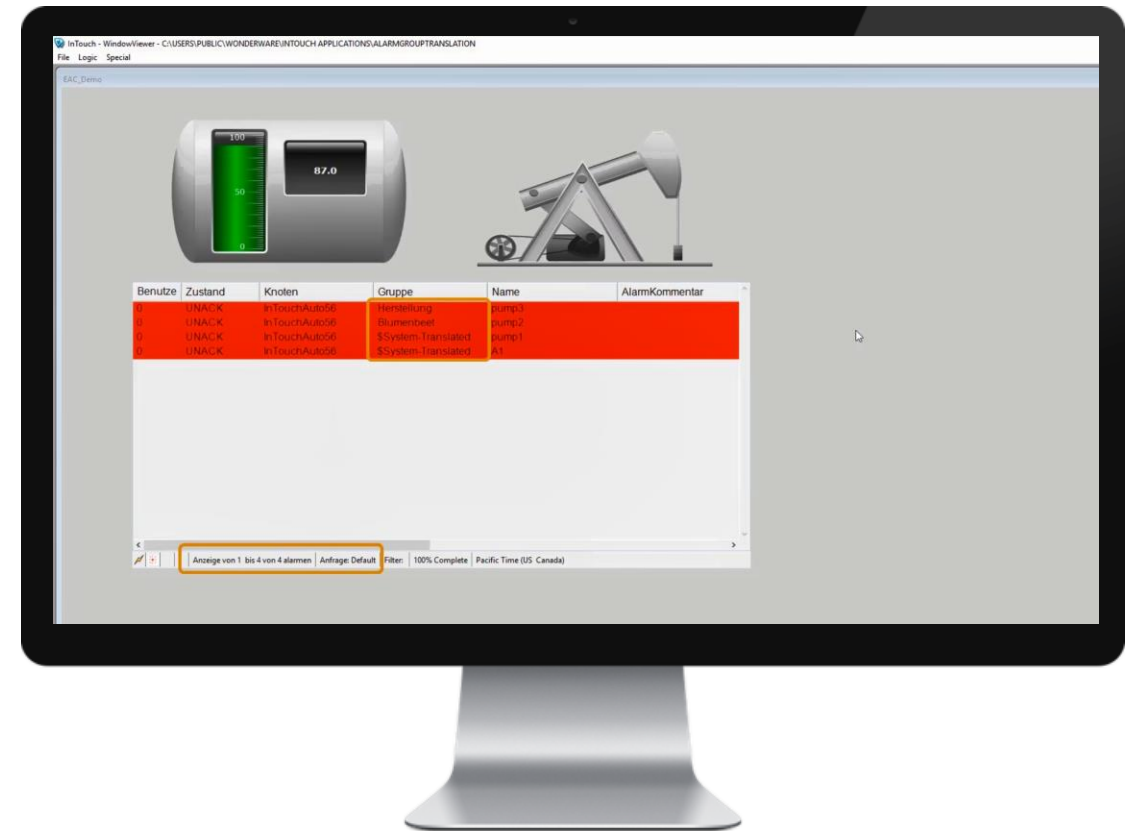 InTouch - WindowViewer - C:\USERS\PUBLIC\WONDERWARE\INTOUCH APPLICATIONS\ALARMGROUPTRANSLATION
File Logic Special
EAC_Demo
100
50
0
87.0
Benutze Zustand Knoten Gruppe Name AlarmKommentar
0 UNACK InTouchAuto56 Herstellung pump3
0 UNACK InTouchAuto56 Blumenbeet pump2
0 UNACK InTouchAuto56 $System-Translated pump1
0 UNACK InTouchAuto56 $System-Translated A1
Anzeige von 1 bis 4 von 4 alarmen Anfrage: Default Filter: 100% Complete Pacific Time (US Canada)